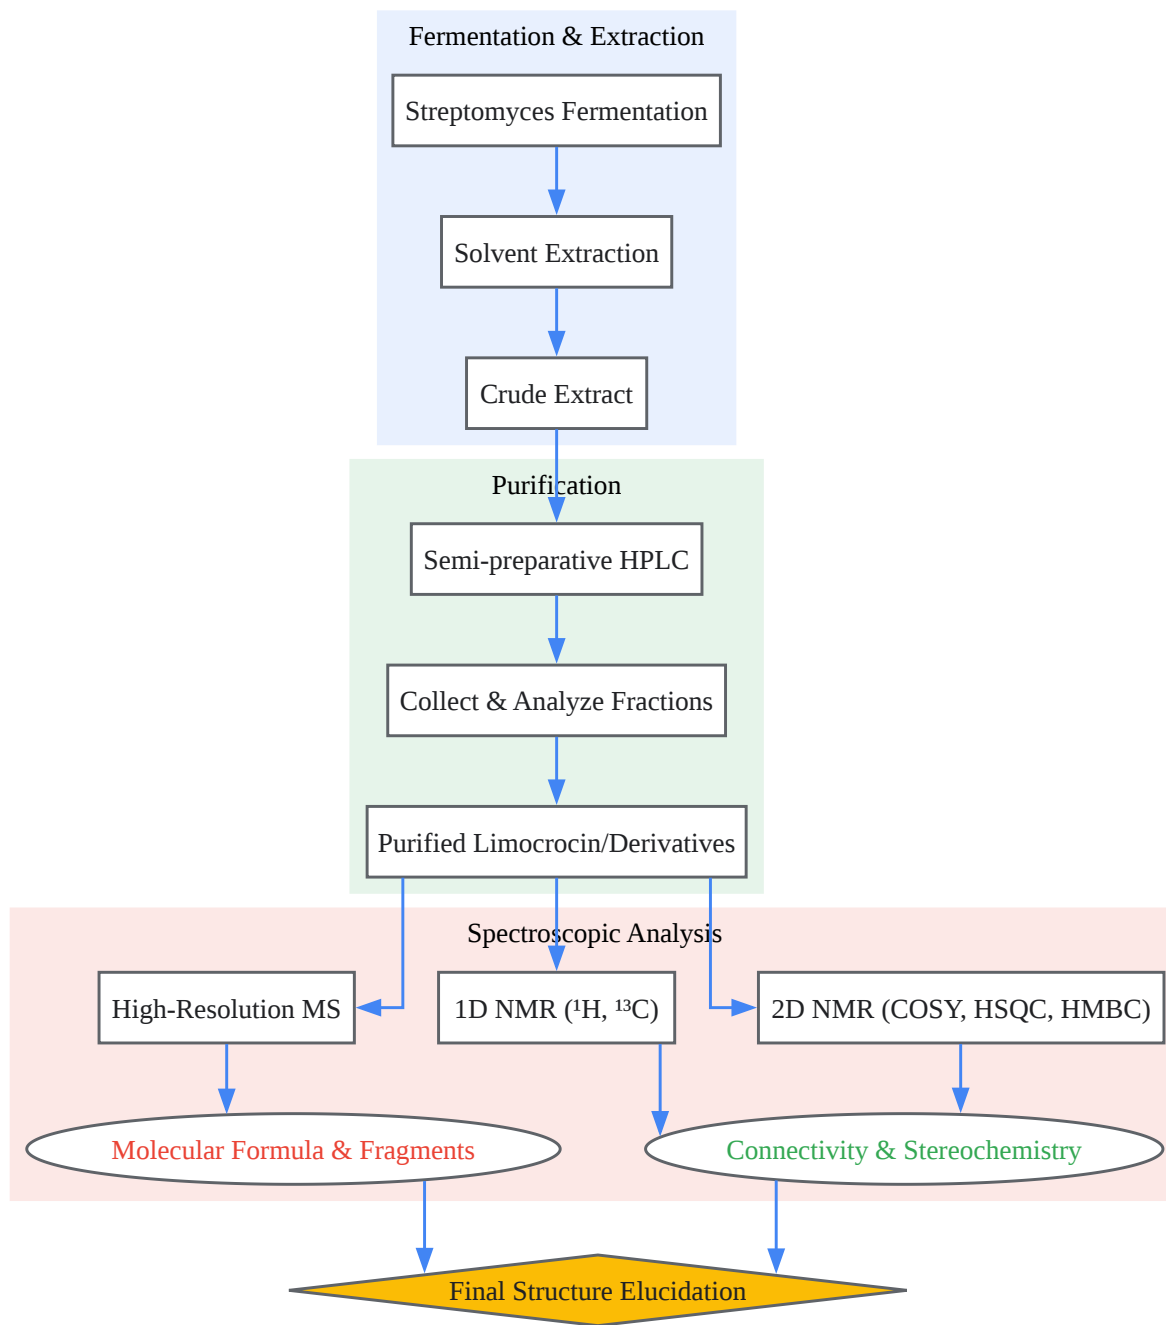 Fermentation & Extraction
Streptomyces Fermentation
Solvent Extraction
Crude Extract
Purification
Semi-preparative HPLC
Collect & Analyze Fractions
Purified Limocrocin/Derivatives
Spectroscopic Analysis
High-Resolution MS
1D NMR (¹H, ¹³C)
2D NMR (COSY, HSQC, HMBC)
Molecular Formula & Fragments
Connectivity & Stereochemistry
Final Structure Elucidation